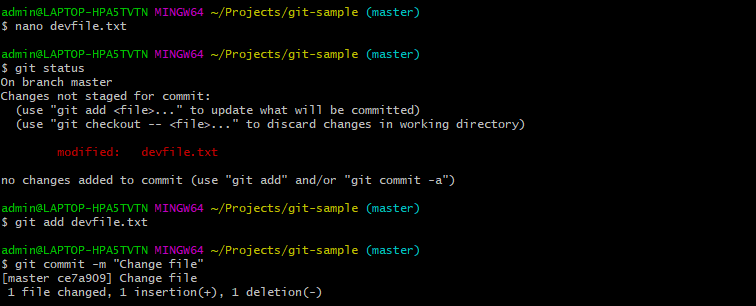 admin@LAPTOP-HPA5TVTN MINGW64 ~/Projects/git-sample (master)
$ nano devfile.txt
admin@LAPTOP-HPA5TVTN MINGW64 ~/Projects/git-sample (master)
$ git status
On branch master
Changes not staged for commit:
  (use "git add <file>..." to update what will be committed)
  (use "git checkout -- <file>..." to discard changes in working directory)
        modified:   devfile.txt
no changes added to commit (use "git add" and/or "git commit -a")
admin@LAPTOP-HPA5TVTN MINGW64 ~/Projects/git-sample (master)
$ git add devfile.txt
admin@LAPTOP-HPA5TVTN MINGW64 ~/Projects/git-sample (master)
$ git commit -m "Change file"
[master ce7a909] Change file
 1 file changed, 1 insertion(+), 1 deletion(-)